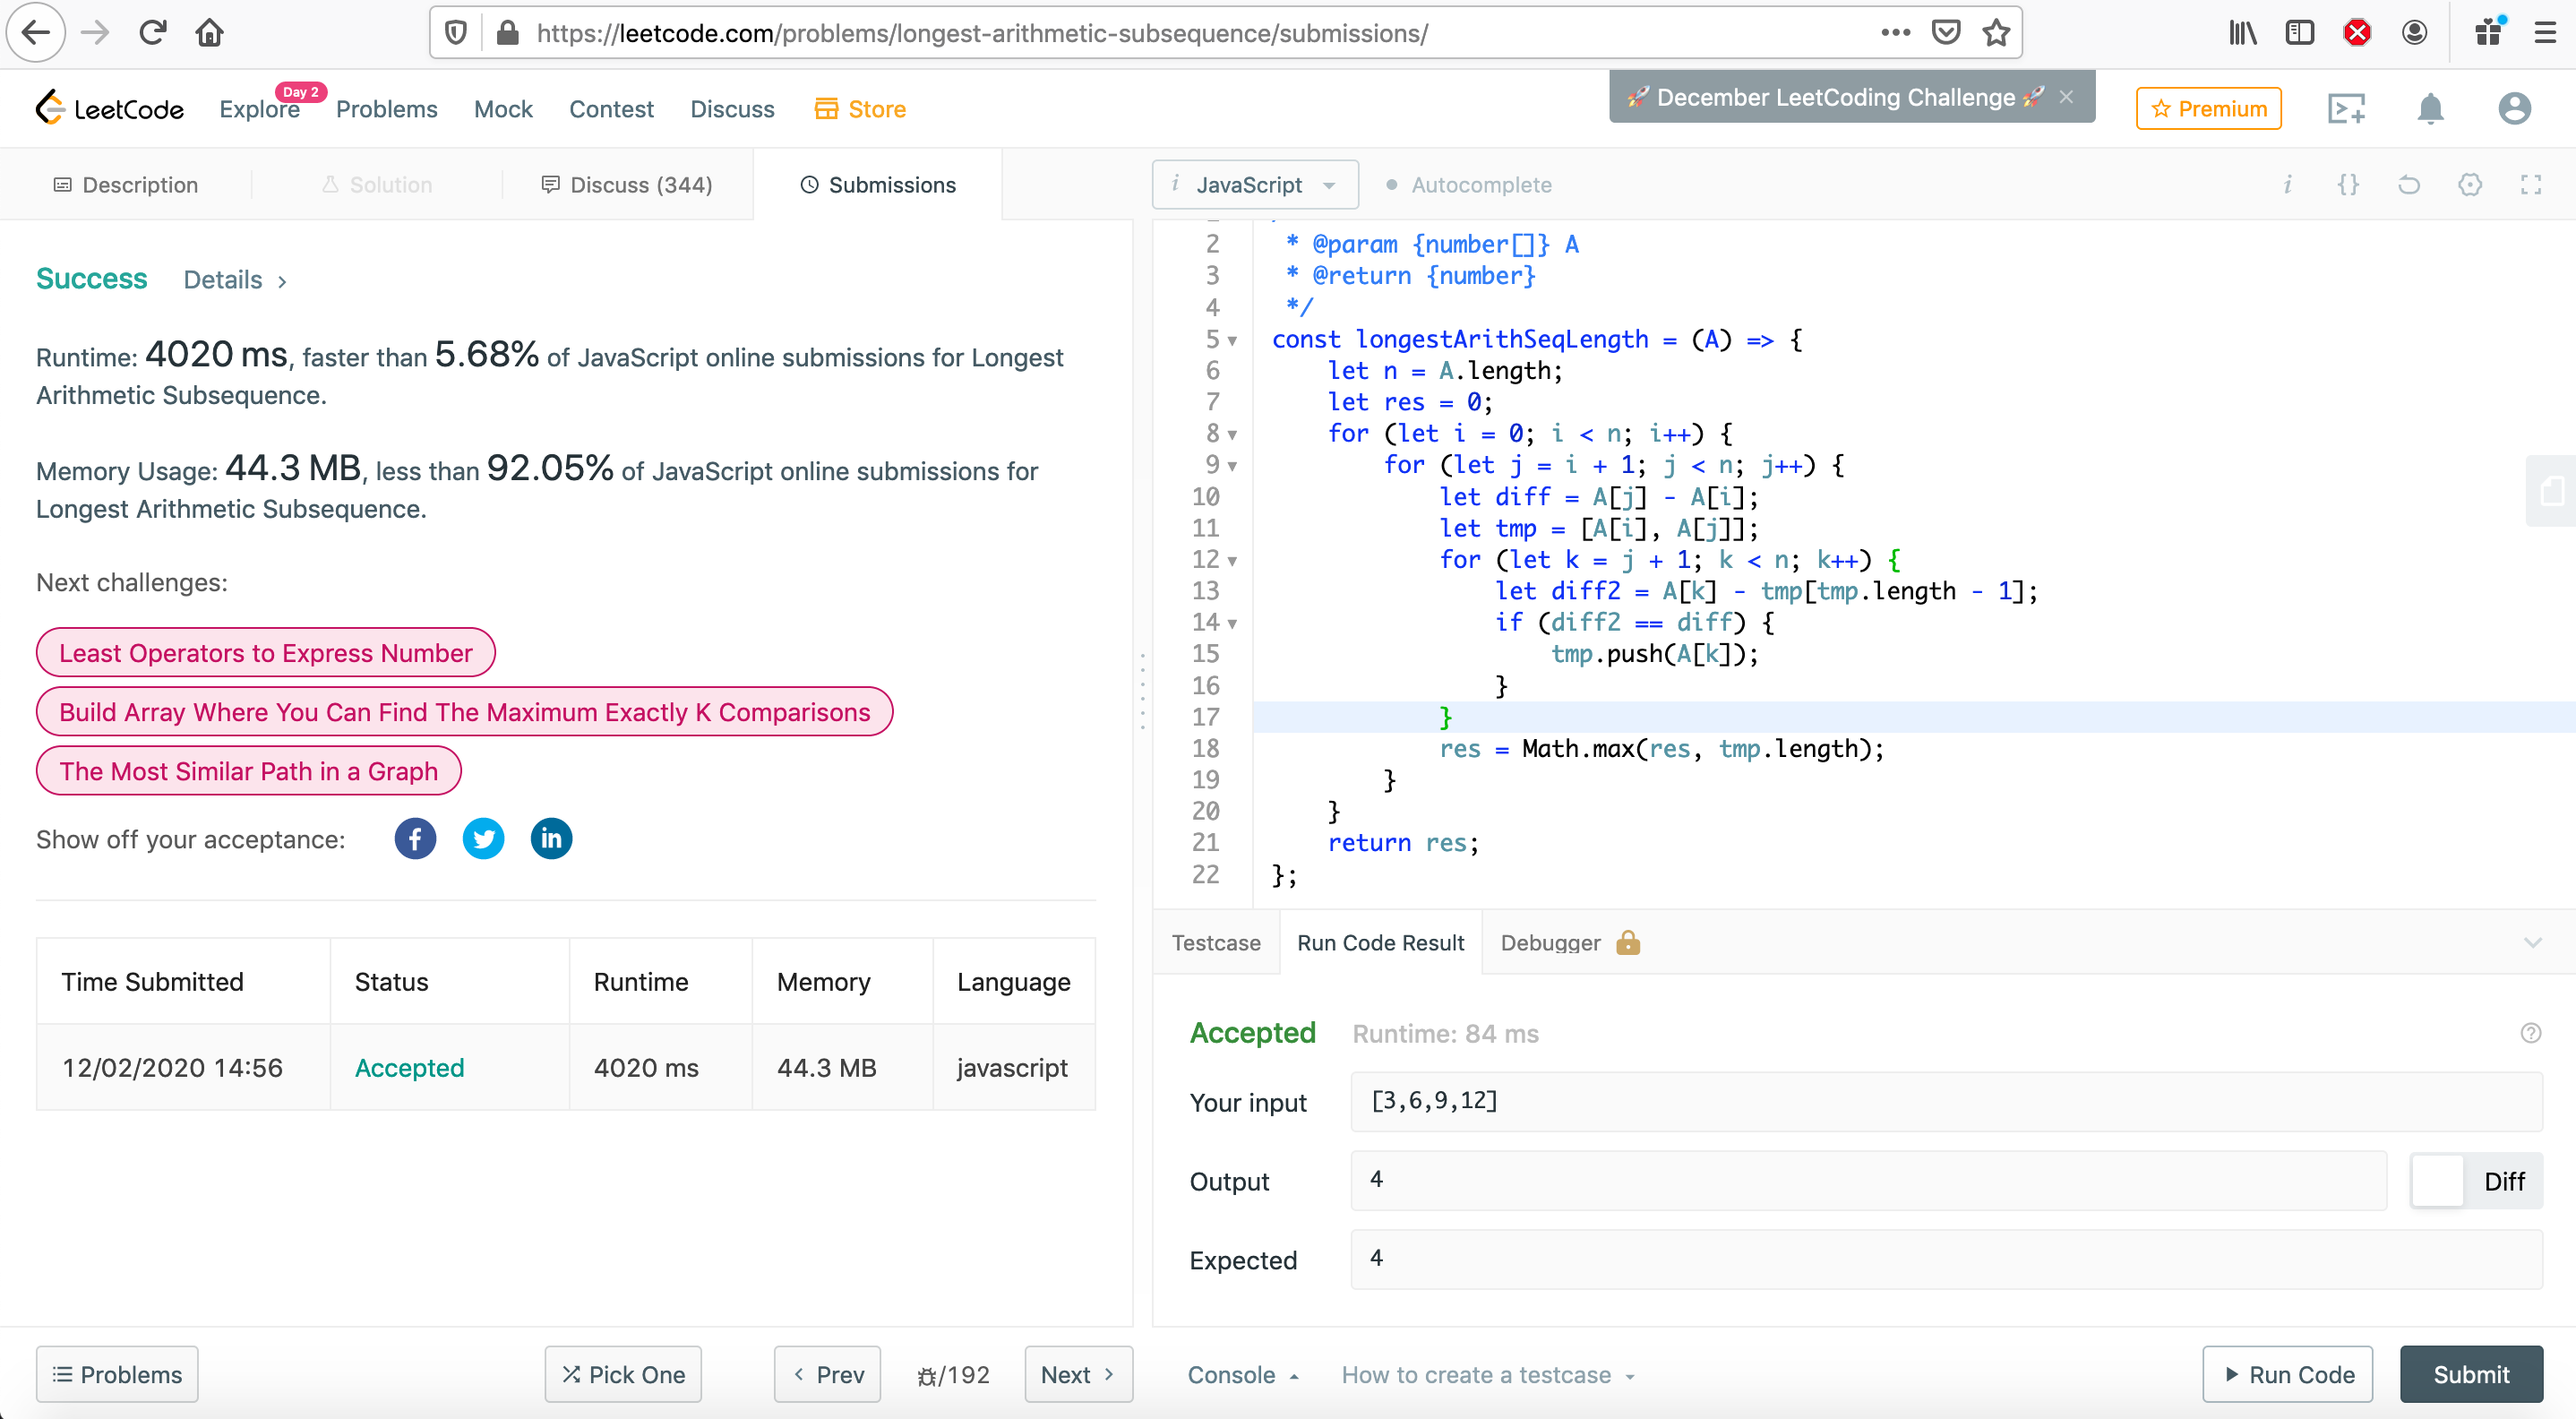 https://leetcode.com/problems/longest-arithmetic-subsequence/submissions/
LeetCode
Explore
Day 2
Problems
Mock
Contest
Discuss
Store
🚀 December LeetCoding Challenge 🚀 ×
Premium
Description
Solution
Discuss (344)
Submissions
i JavaScript
Autocomplete
Success Details >
Runtime: 4020 ms, faster than 5.68% of JavaScript online submissions for Longest
Arithmetic Subsequence.
Memory Usage: 44.3 MB, less than 92.05% of JavaScript online submissions for
Longest Arithmetic Subsequence.
Next challenges:
Least Operators to Express Number
Build Array Where You Can Find The Maximum Exactly K Comparisons
The Most Similar Path in a Graph
Show off your acceptance:
Time Submitted Status Runtime Memory Language
12/02/2020 14:56 Accepted 4020 ms 44.3 MB javascript
2 * @param {number[]} A
3 * @return {number}
4 */
5 const longestArithSeqLength = (A) => {
6 let n = A.length;
7 let res = 0;
8 for (let i = 0; i < n; i++) {
9 for (let j = i + 1; j < n; j++) {
10 let diff = A[j] - A[i];
11 let tmp = [A[i], A[j]];
12 for (let k = j + 1; k < n; k++) {
13 let diff2 = A[k] - tmp[tmp.length - 1];
14 if (diff2 == diff) {
15 tmp.push(A[k]);
16 }
17 }
18 res = Math.max(res, tmp.length);
19 }
20 }
21 return res;
22 };
Testcase
Run Code Result
Debugger
Accepted Runtime: 84 ms
Your input [3,6,9,12]
Output 4
Diff
Expected 4
Problems
Pick One
< Prev
/192
Next >
Console
How to create a testcase
Run Code
Submit